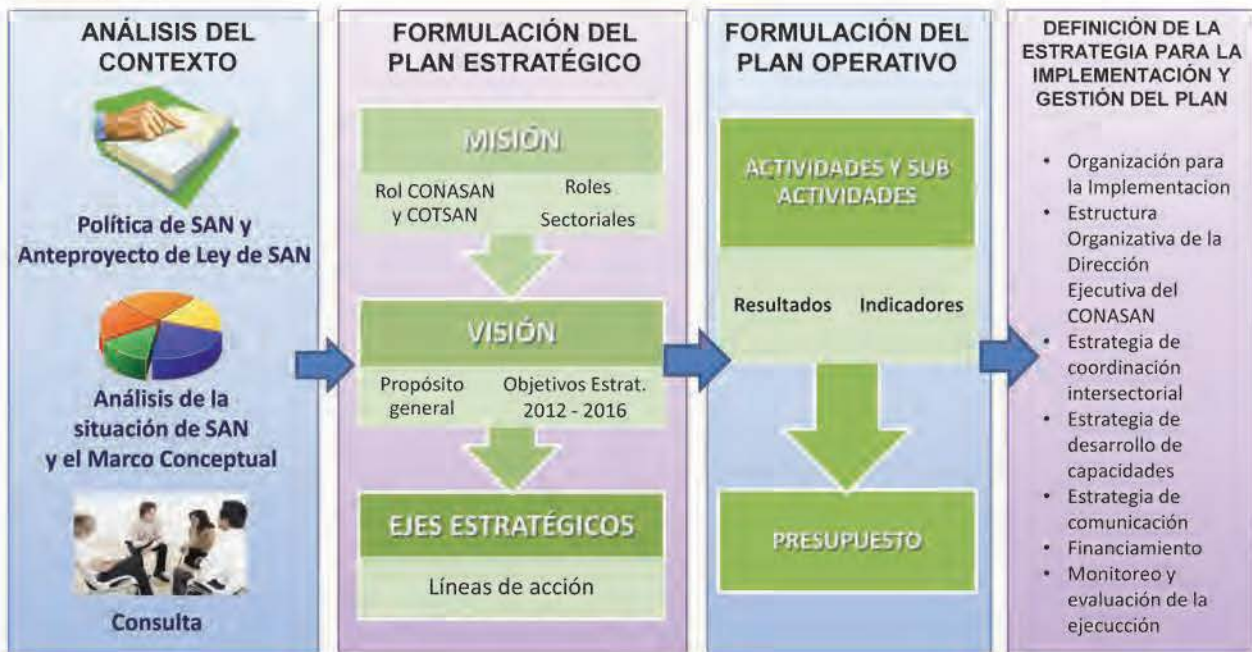 ANÁLISIS DEL
CONTEXTO
Política de SAN y
Anteproyecto de Ley de SAN
Análisis de la
situación de SAN
y el Marco Conceptual
Consulta
FORMULACIÓN DEL
PLAN ESTRATÉGICO
MISIÓN
Rol CONASAN
y COTSAN
Roles
Sectoriales
VISIÓN
Propósito
general
Objetivos Estrat.
2012 - 2016
EJES ESTRATÉGICOS
Líneas de acción
FORMULACIÓN DEL
PLAN OPERATIVO
ACTIVIDADES Y SUB
ACTIVIDADES
Resultados
Indicadores
PRESUPUESTO
DEFINICIÓN DE LA
ESTRATEGIA PARA LA
IMPLEMENTACIÓN Y
GESTIÓN DEL PLAN
• Organización para
la Implementacion
• Estructura
Organizativa de la
Dirección
Ejecutiva del
CONASAN
• Estrategia de
coordinación
intersectorial
• Estrategia de
desarrollo de
capacidades
• Estrategia de
comunicación
• Financiamiento
• Monitoreo y
evaluación de la
ejecucción